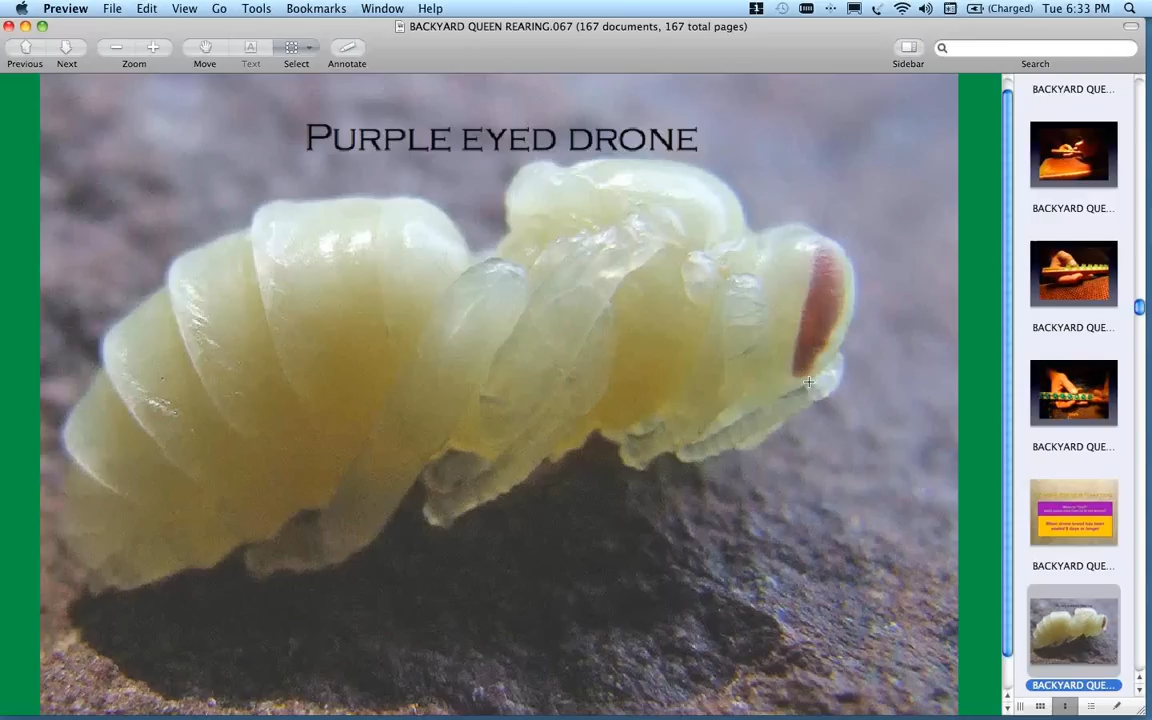 Preview File Edit View Go Tools Bookmarks Window Help 1 (Charged) Tue 6:33 PM
BACKYARD QUEEN REARING.067 (167 documents, 167 total pages)
Previous Next Zoom Move Text Select Annotate Sidebar Search
PURPLE EYED DRONE
BACKYARD QUE...
BACKYARD QUE...
BACKYARD QUE...
BACKYARD QUE...
BACKYARD QUE...
BACKYARD QUE...